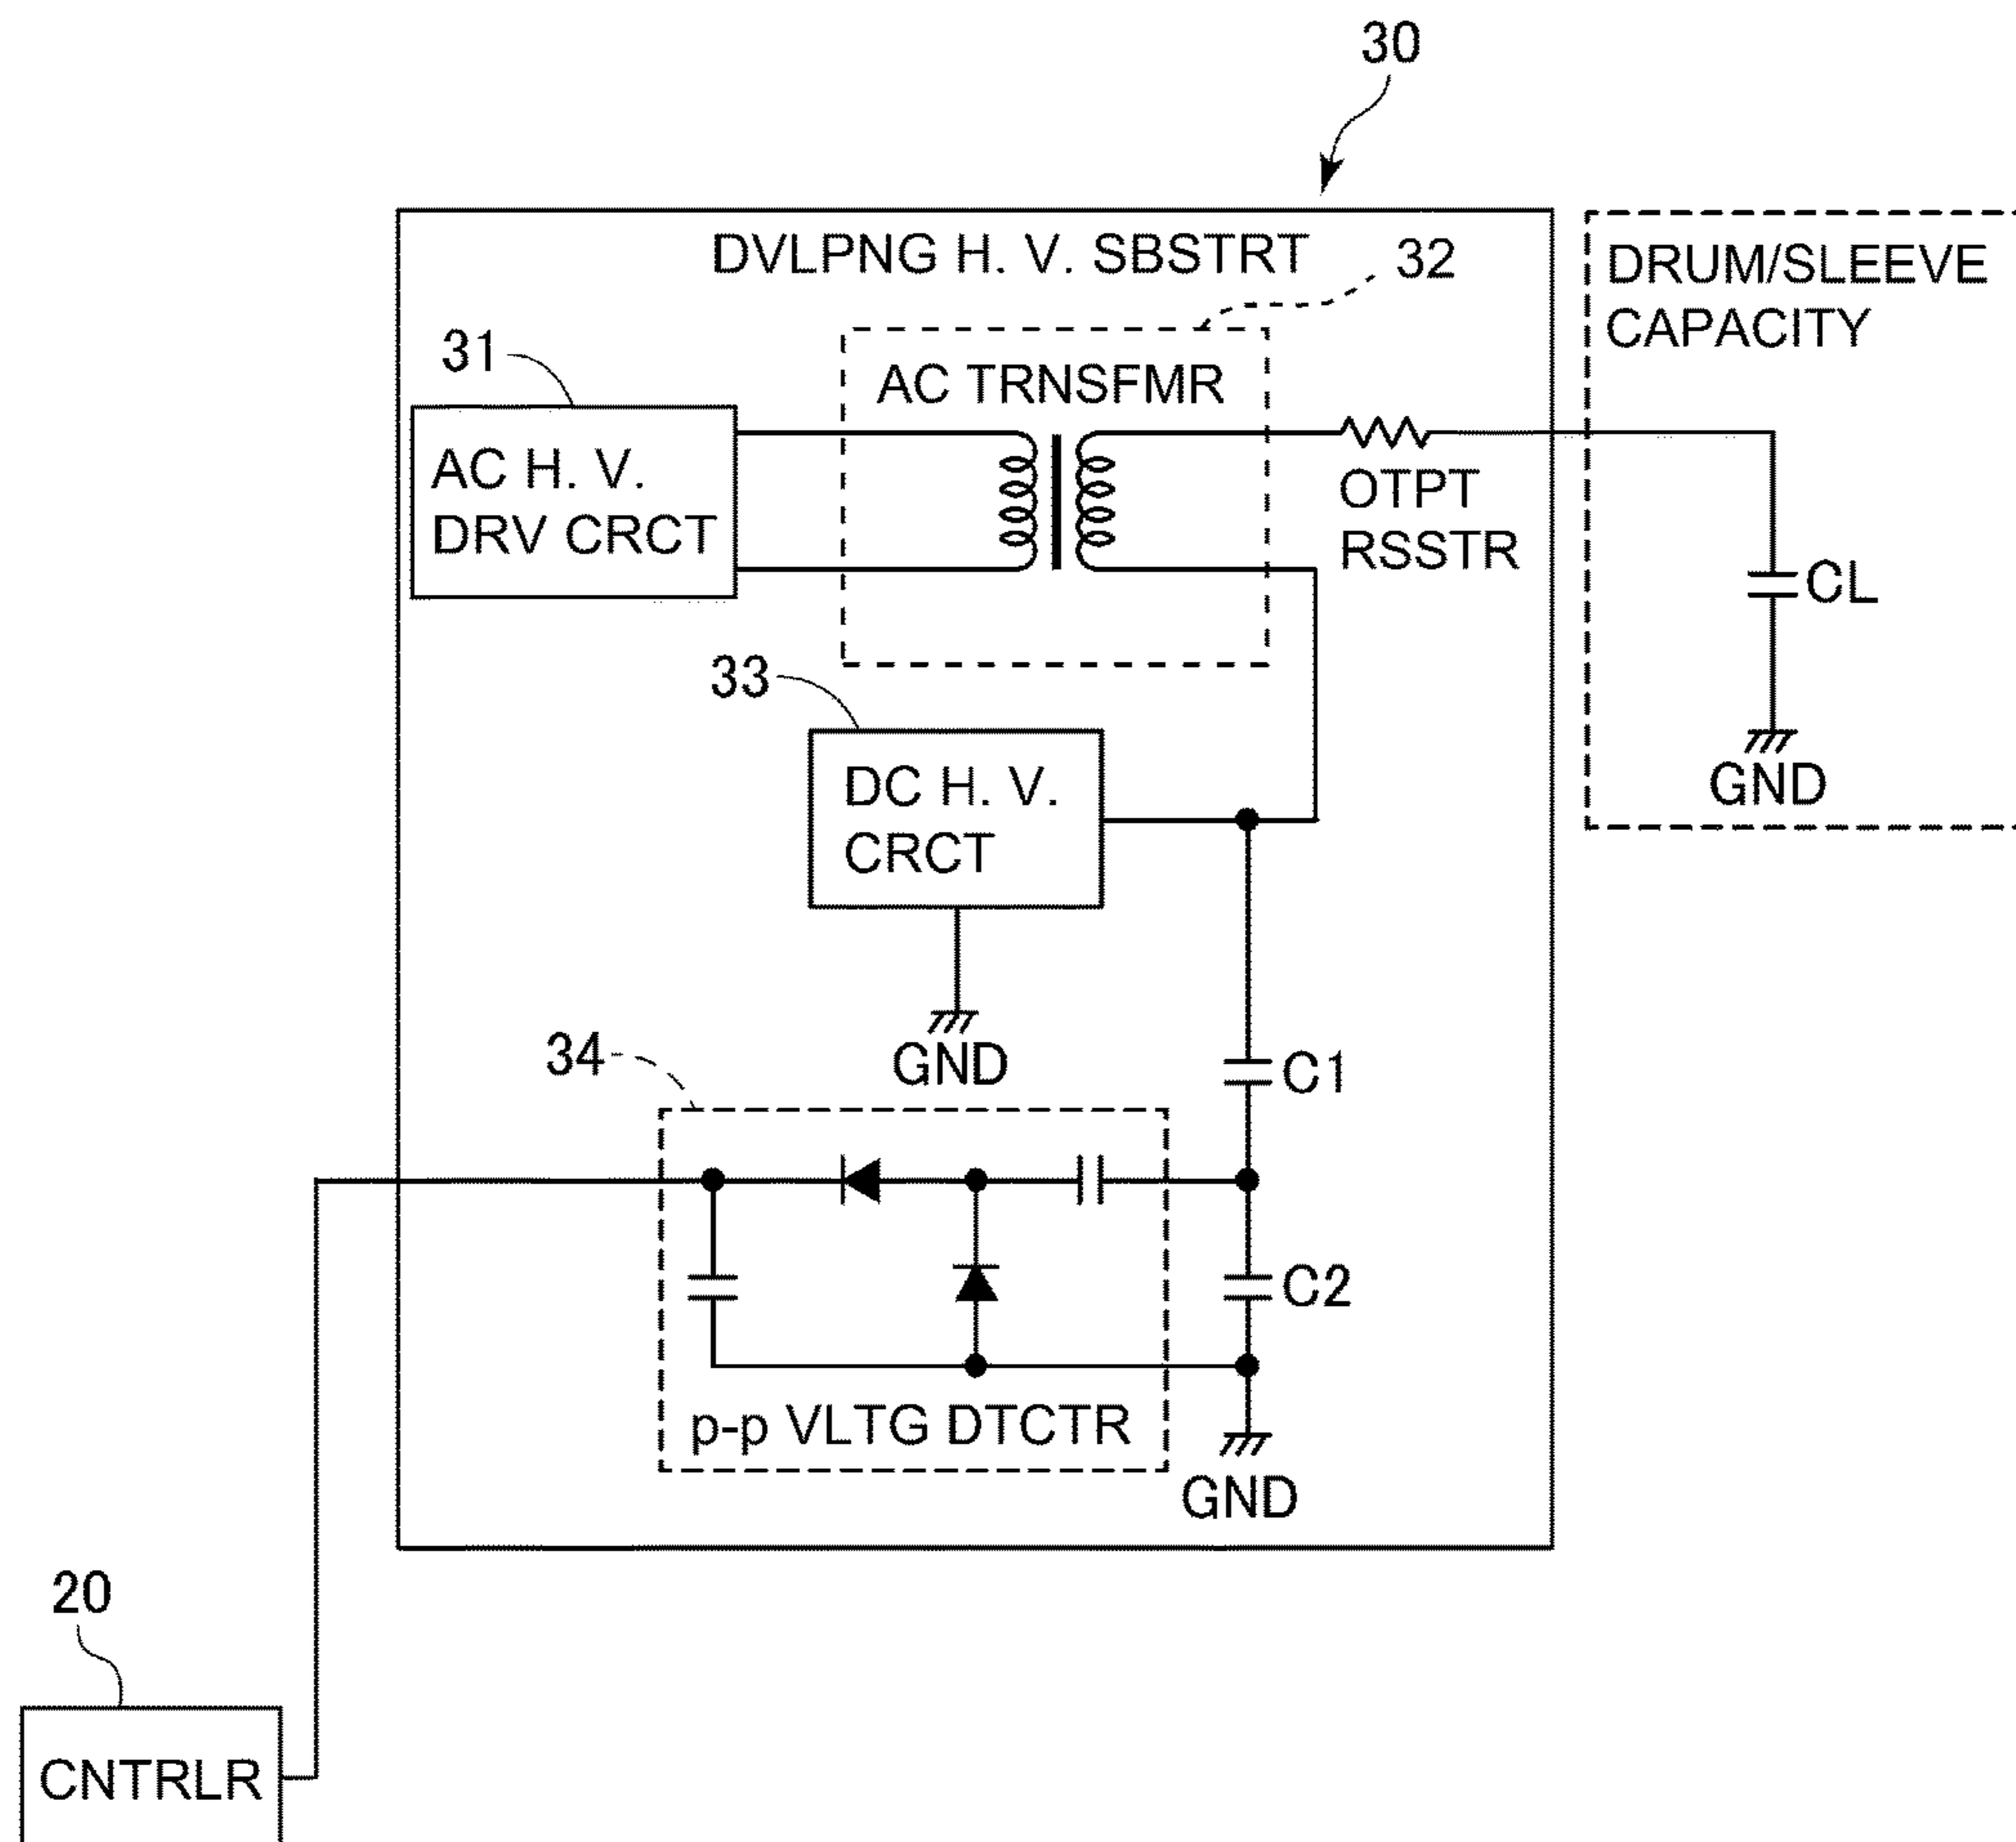 30
DVLPNG H. V. SBSTRT
32
DRUM/SLEEVE
CAPACITY
31
AC TRNSFMR
AC H. V.
DRV CRCT
OTPT
RSSTR
CL
GND
33
DC H. V.
CRCT
GND
34
C1
C2
p-p VLTG DTCTR
GND
20
CNTRLR